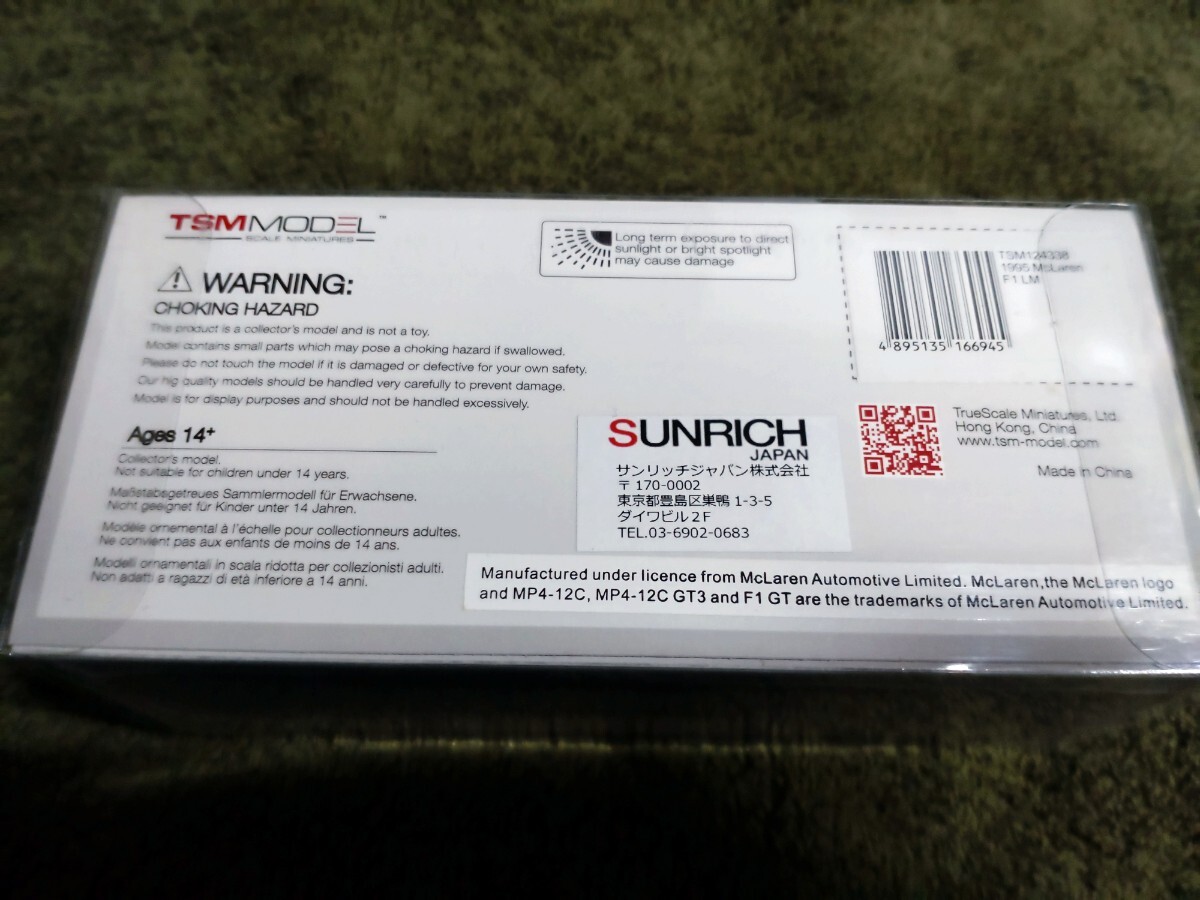 TSMMODEL™
SCALE MINIATURES
WARNING:
CHOKING HAZARD
This product is a collector's model and is not a toy.
Model contains small parts which may pose a choking hazard if swallowed.
Please do not touch the model if it is damaged or defective for your own safety.
Our hig quality models should be handled very carefully to prevent damage.
Model is for display purposes and should not be handled excessively.
Ages 14+
Collector's model.
Not suitable for children under 14 years.
Maßstabsgetreues Sammlermodell für Erwachsene.
Nicht geeignet für Kinder unter 14 Jahren.
Modèle ornemental à l'échelle pour collectionneurs adultes.
Ne convient pas aux enfants de moins de 14 ans.
Modelli ornamentali in scala ridotta per collezionisti adulti.
Non adatti a ragazzi di età inferiore a 14 anni.
Long term exposure to direct
sunlight or bright spotlight
may cause damage
TSM124338
1995 McLaren
F1 LM
4 895135 166945
SUNRICH
JAPAN
サンリッチジャパン株式会社
〒170-0002
東京都豊島区巣鴨 1-3-5
ダイワビル2F
TEL.03-6902-0683
TrueScale Miniatures, Ltd.
Hong Kong, China
www.tsm-model.com
Made in China
Manufactured under licence from McLaren Automotive Limited. McLaren,the McLaren logo
and MP4-12C, MP4-12C GT3 and F1 GT are the trademarks of McLaren Automotive Limited.